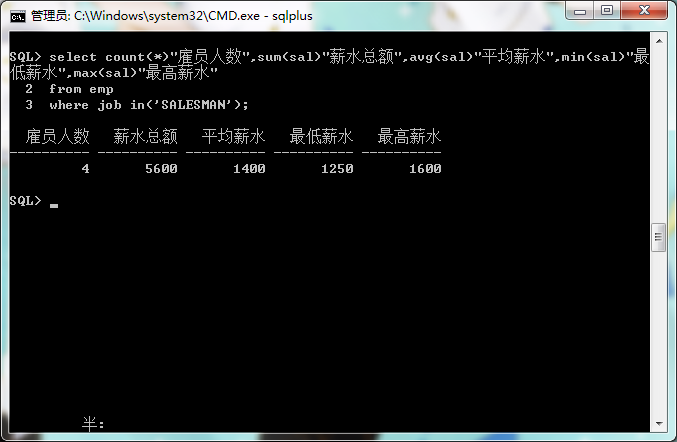 管理员: C:\Windows\system32\CMD.exe - sqlplus
SQL> select count(*)"雇员人数",sum(sal)"薪水总额",avg(sal)"平均薪水",min(sal)"最
低薪水",max(sal)"最高薪水"
2 from emp
3 where job in('SALESMAN');
雇员人数 薪水总额 平均薪水 最低薪水 最高薪水
---------- ---------- ---------- ---------- ----------
4 5600 1400 1250 1600
SQL> _
半: